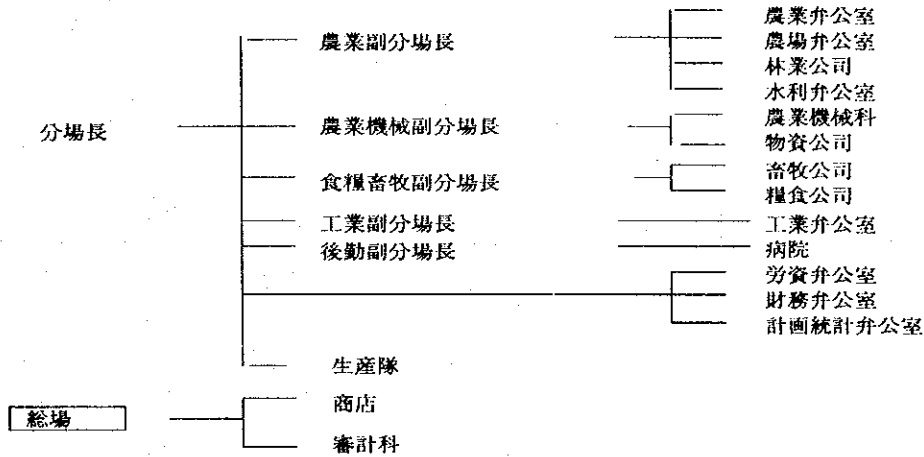 農業弁公室
農業副分場長
農場弁公室
林業公司
水利弁公室
農業機械科
分場長
農業機械副分場長
物資公司
畜牧公司
食糧畜牧副分場長
糧食公司
工業副分場長
工業弁公室
後勤副分場長
病院
労資弁公室
財務弁公室
計画統計弁公室
生産隊
商店
総場
審計科